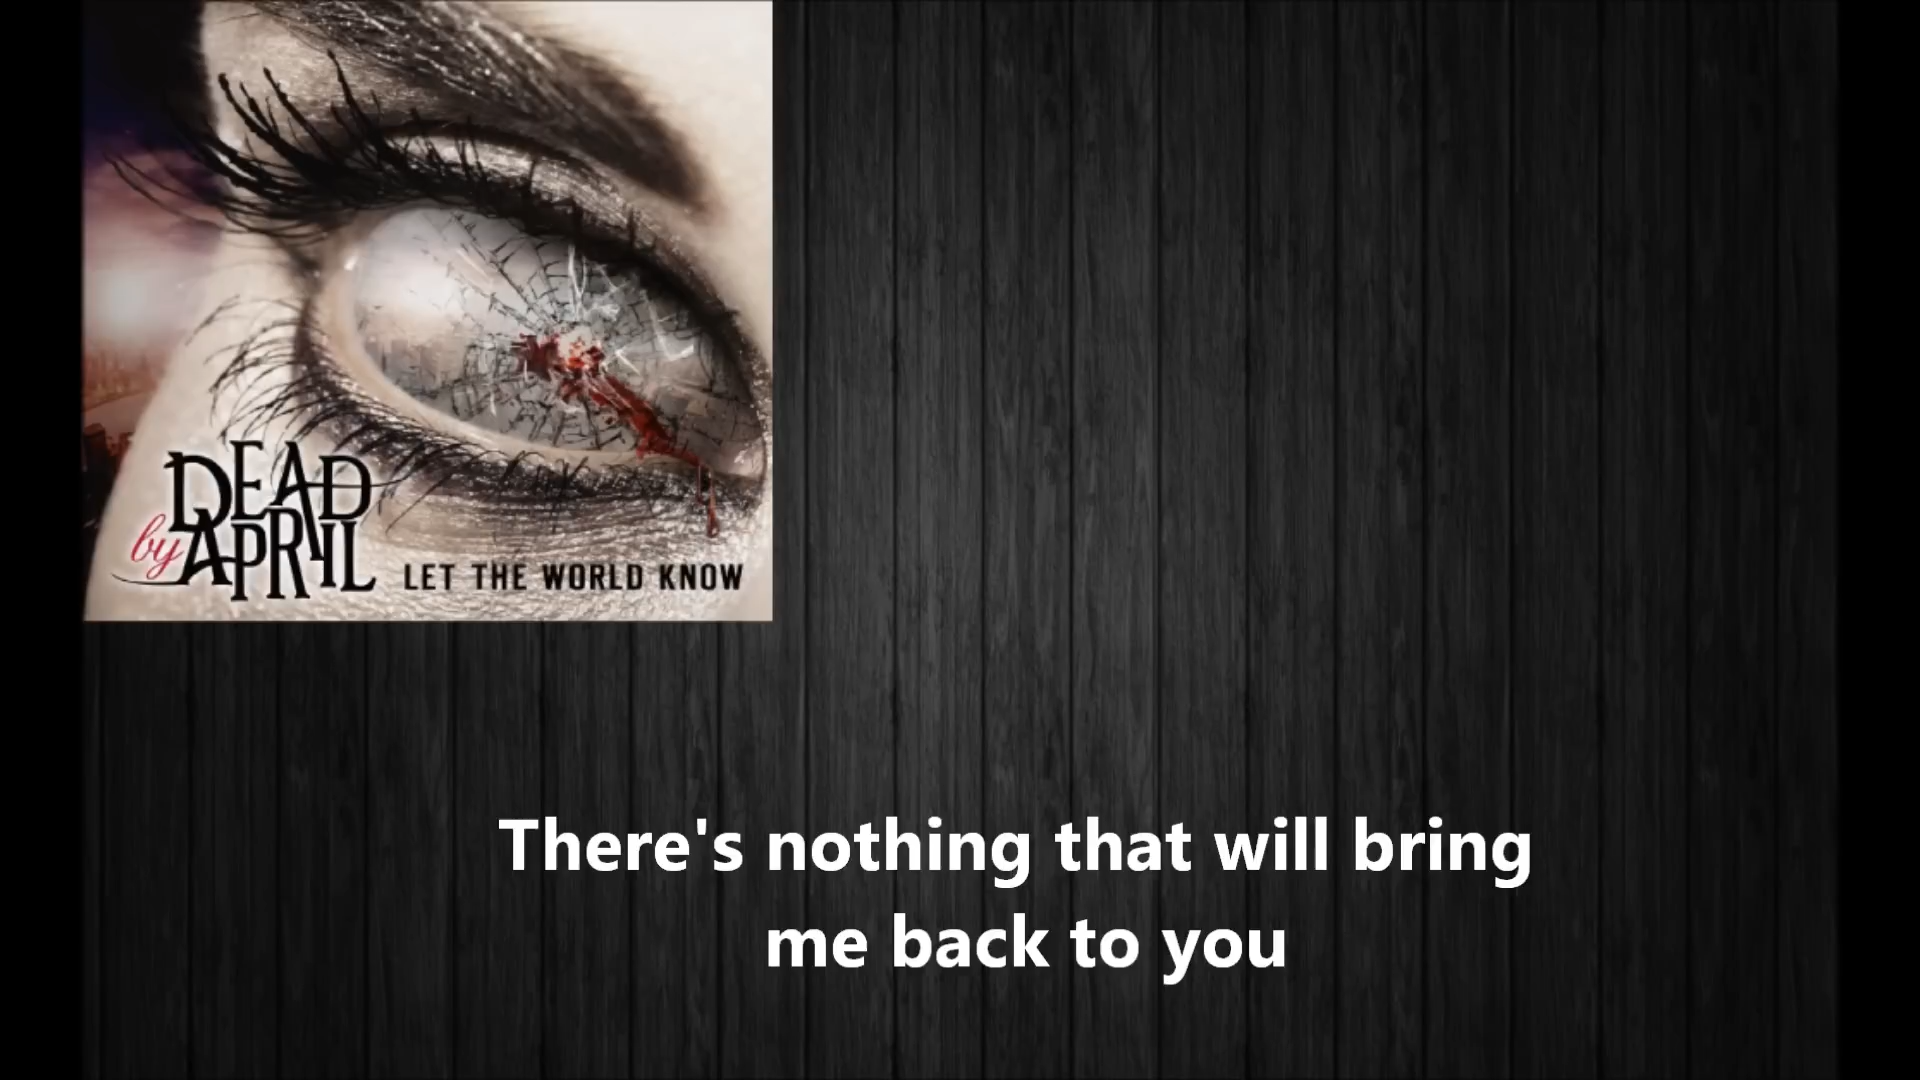 DEAD
by APRIL
LET THE WORLD KNOW
There's nothing that will bring
me back to you